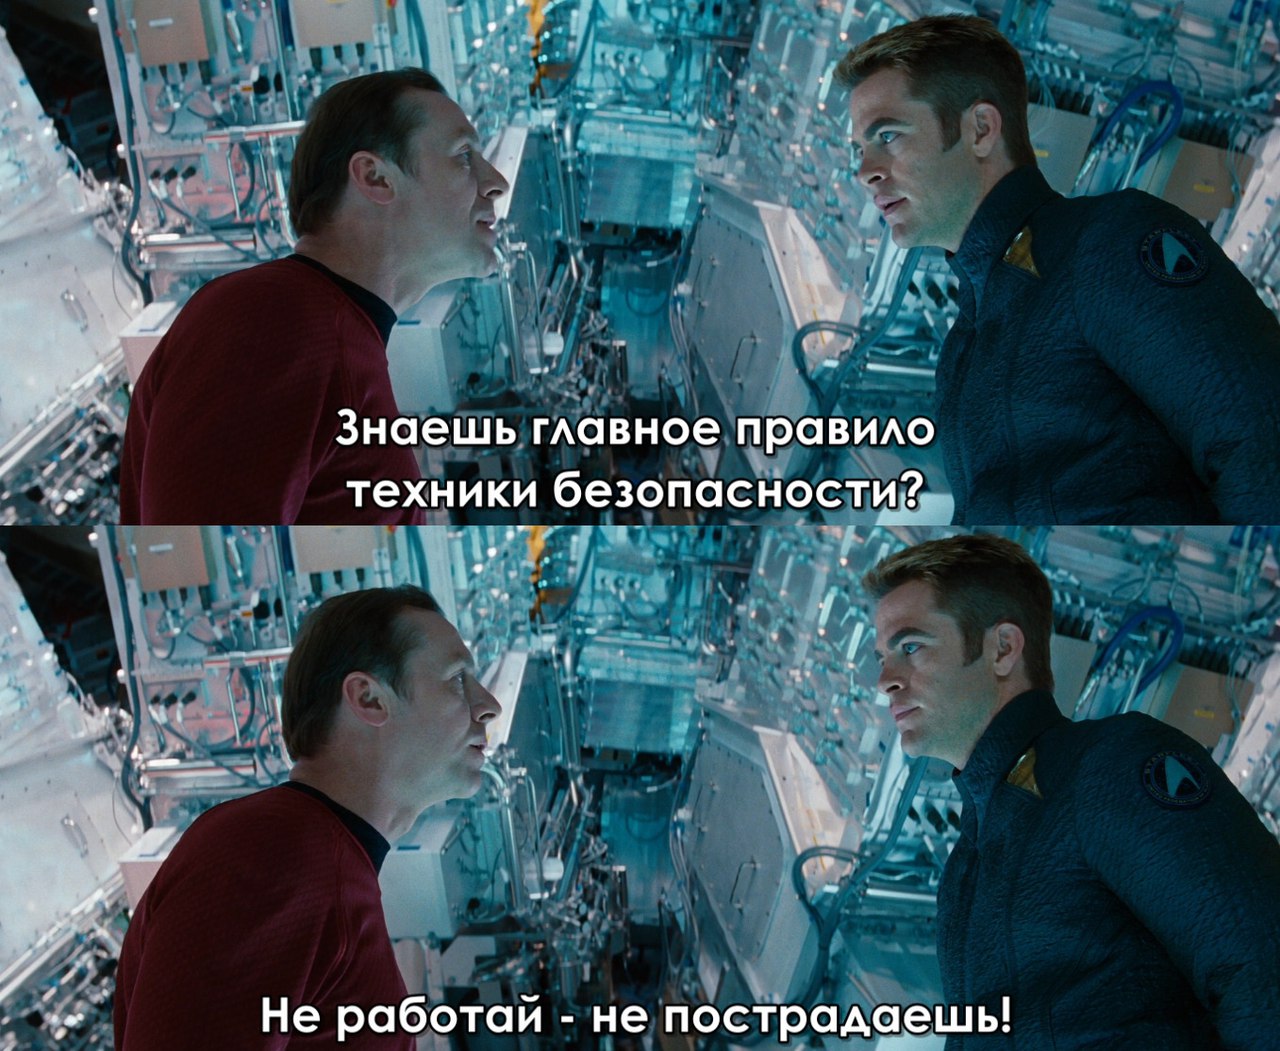 Знаешь главное правило
техники безопасности?
Не работай - не пострадаешь!